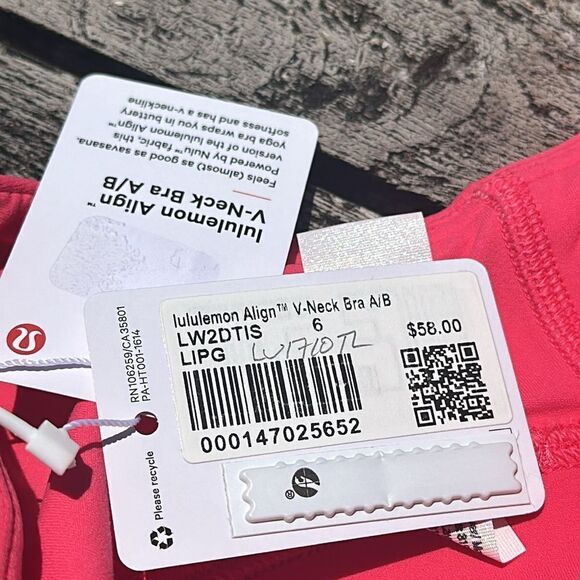 lululemon Align™
V-Neck Bra A/B
Feels (almost) as good as savasana.
Powered by Nulu™ fabric, this
version of the lululemon Align™
yoga bra wraps you in buttery
softness and has a v-neckline
RN106259/CA35801
PA-HT001-1614
Please recycle
lululemon Align™ V-Neck Bra A/B
LW2DTIS 6 $58.00
LIPG LW1710TL
000147025652
®